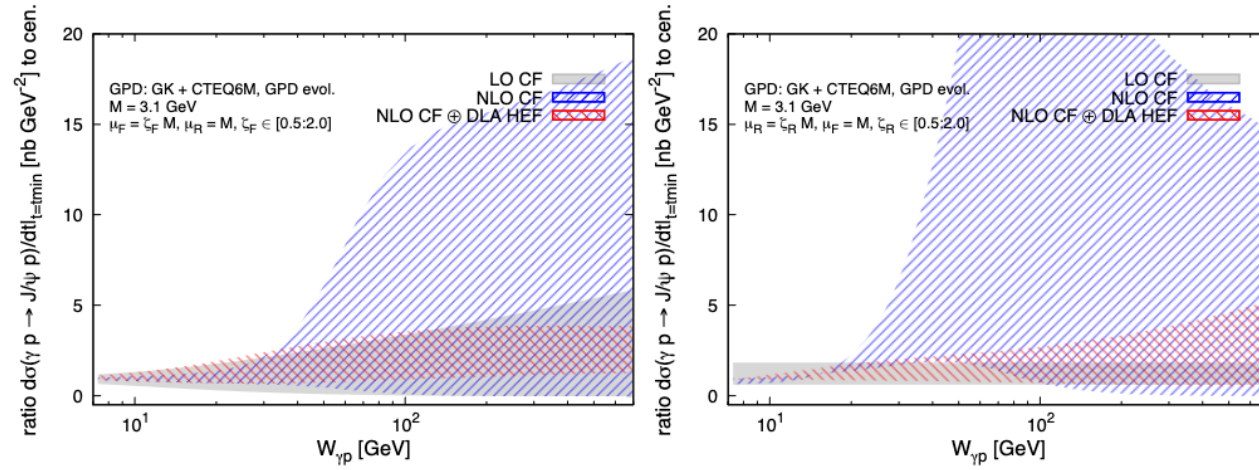 ratio dσ(γ p → J/ψ p)/dt|t=tmin [nb GeV⁻²] to cen.
20
15
10
5
0
GPD: GK + CTEQ6M, GPD evol.
M = 3.1 GeV
μF = ζF M, μR = M, ζF ∈ [0.5:2.0]
LO CF
NLO CF
NLO CF ⊕ DLA HEF
10¹
10²
Wγp [GeV]
ratio dσ(γ p → J/ψ p)/dt|t=tmin [nb GeV⁻²] to cen.
20
15
10
5
0
GPD: GK + CTEQ6M, GPD evol.
M = 3.1 GeV
μR = ζR M, μF = M, ζR ∈ [0.5:2.0]
LO CF
NLO CF
NLO CF ⊕ DLA HEF
10¹
10²
Wγp [GeV]